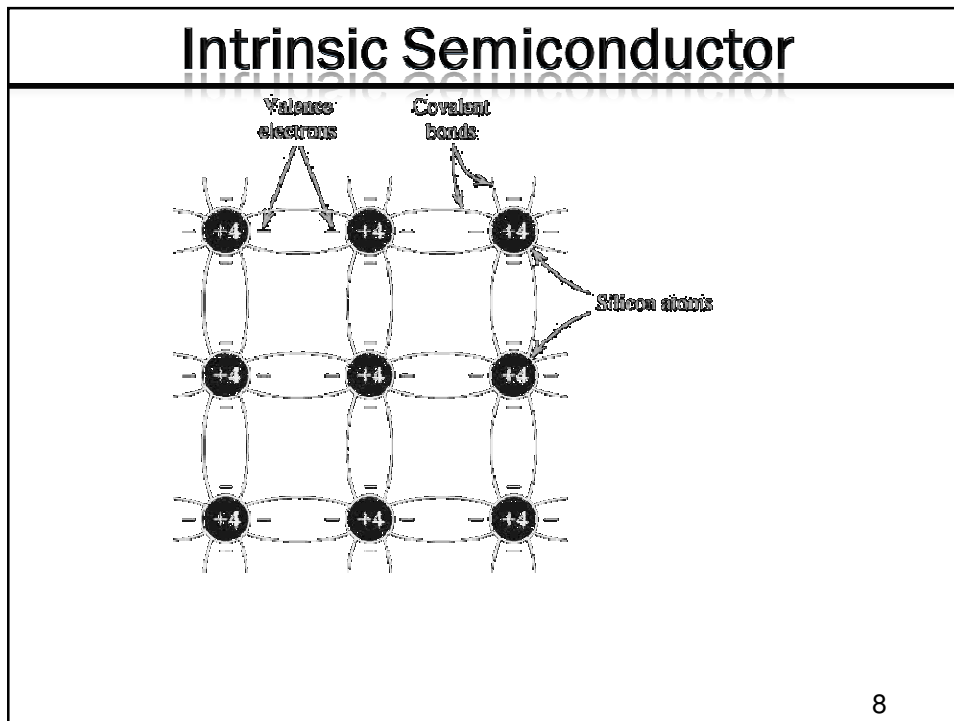 Intrinsic Semiconductor
Valence
electrons
Covalent
bonds
+4 +4 +4
Silicon atoms
+4 +4 +4
+4 +4 +4
8